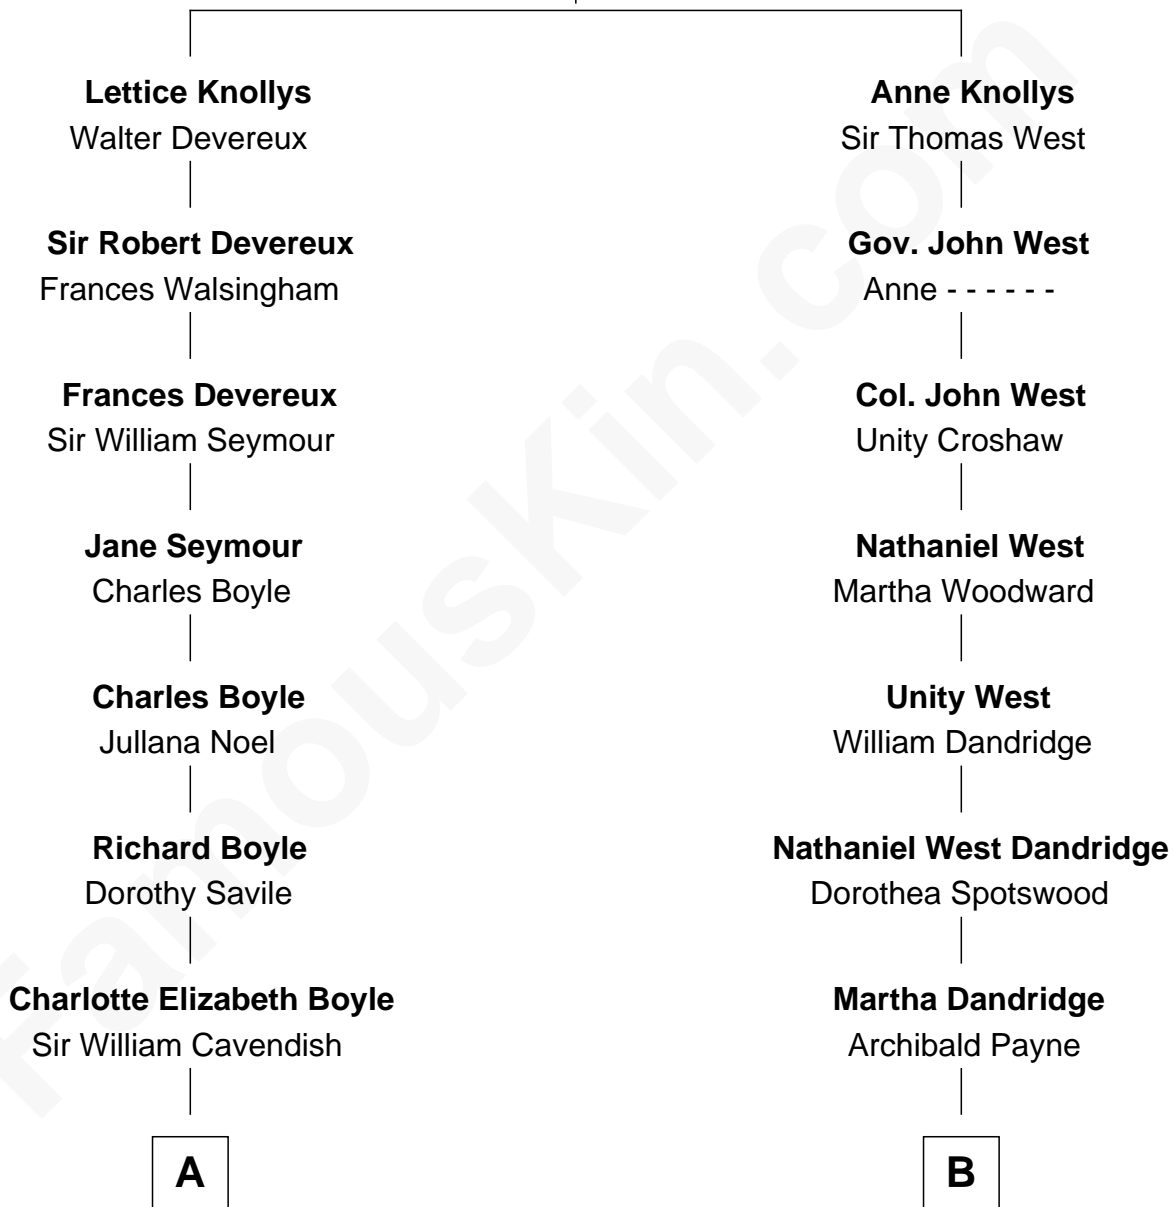 Lettice Knollys
Walter Devereux
Anne Knollys
Sir Thomas West
Sir Robert Devereux
Frances Walsingham
Gov. John West
Anne - - - - - -
Frances Devereux
Sir William Seymour
Col. John West
Unity Croshaw
Jane Seymour
Charles Boyle
Nathaniel West
Martha Woodward
Charles Boyle
Jullana Noel
Unity West
William Dandridge
Richard Boyle
Dorothy Savile
Nathaniel West Dandridge
Dorothea Spotswood
Charlotte Elizabeth Boyle
Sir William Cavendish
Martha Dandridge
Archibald Payne
A
B
FamousKin.com